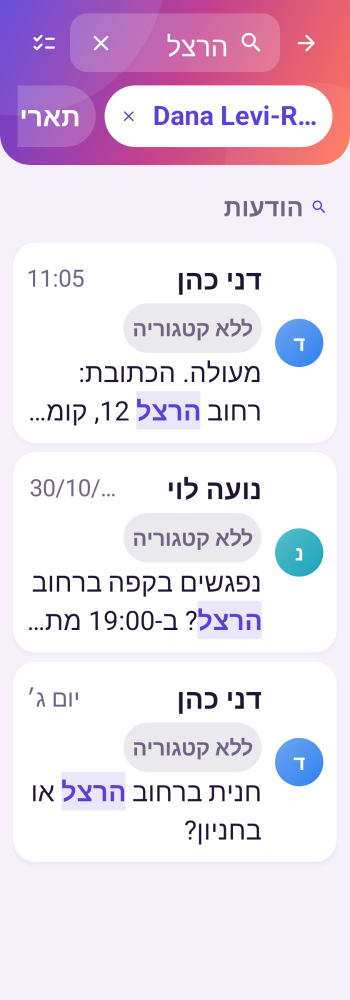 הרצל
Dana Levi-R...
תארי
הודעות
דני כהן
11:05
ללא קטגוריה
מעולה. הכתובת:
רחוב הרצל 12, קומ...
נועה לוי
30/10/...
ללא קטגוריה
נפגשים בקפה ברחוב
הרצל? ב-19:00 מת...
דני כהן
יום ג׳
ללא קטגוריה
חנית ברחוב הרצל או
בחניון?
ד
נ
ד